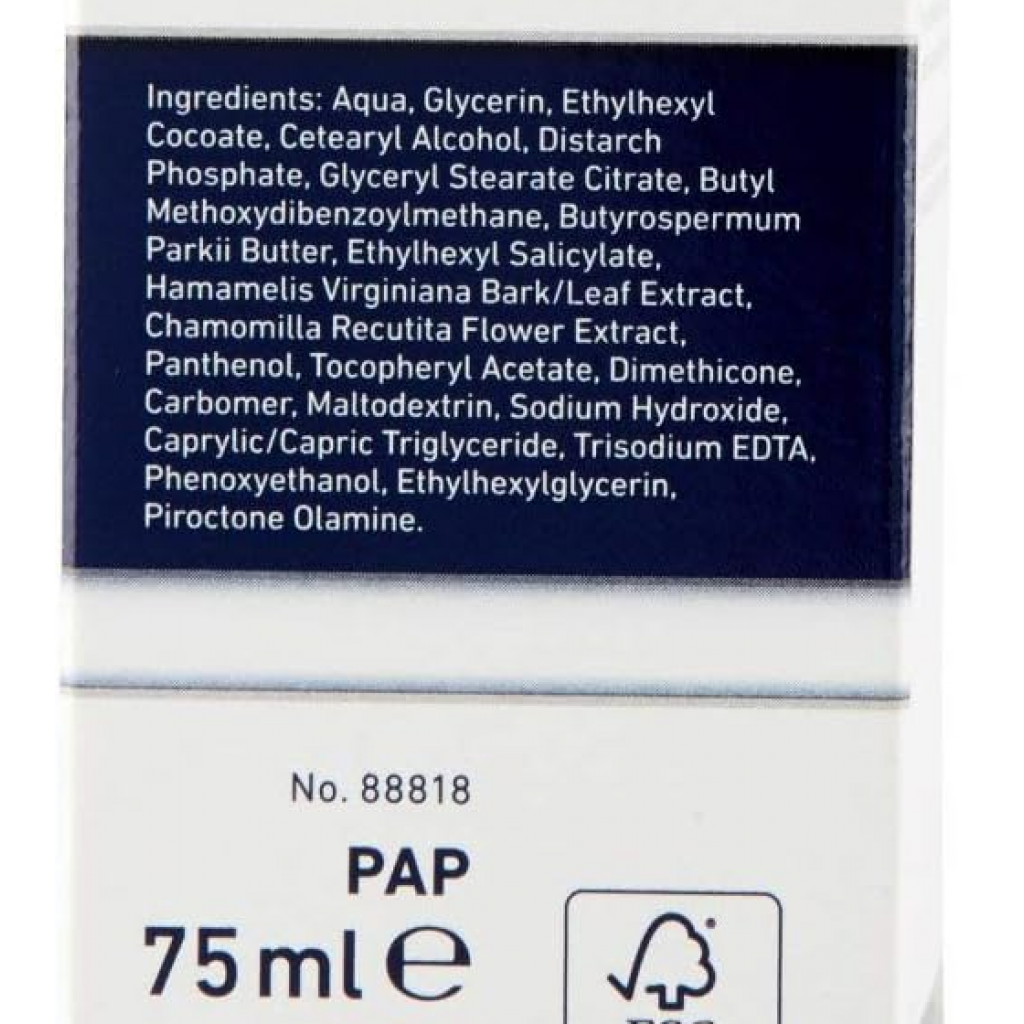 Ingredients: Aqua, Glycerin, Ethylhexyl
Cocoate, Cetearyl Alcohol, Distarch
Phosphate, Glyceryl Stearate Citrate, Butyl
Methoxydibenzoylmethane, Butyrospermum
Parkii Butter, Ethylhexyl Salicylate,
Hamamelis Virginiana Bark/Leaf Extract,
Chamomilla Recutita Flower Extract,
Panthenol, Tocopheryl Acetate, Dimethicone,
Carbomer, Maltodextrin, Sodium Hydroxide,
Caprylic/Capric Triglyceride, Trisodium EDTA,
Phenoxyethanol, Ethylhexylglycerin,
Piroctone Olamine.
No. 88818
PAP
75 ml ℮